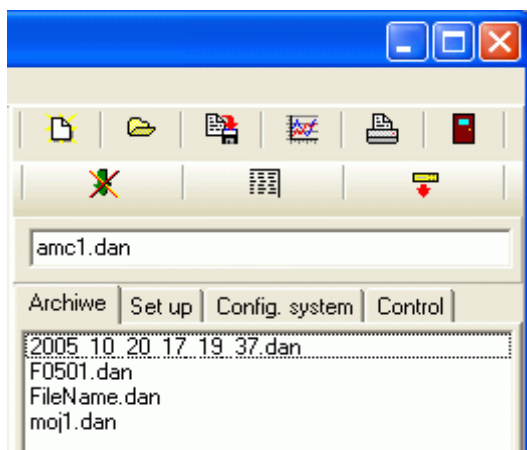 amc1.dan
Archiwe Set up Config. system Control
2005_10_20_17_19_37.dan
F0501.dan
FileName.dan
moj1.dan